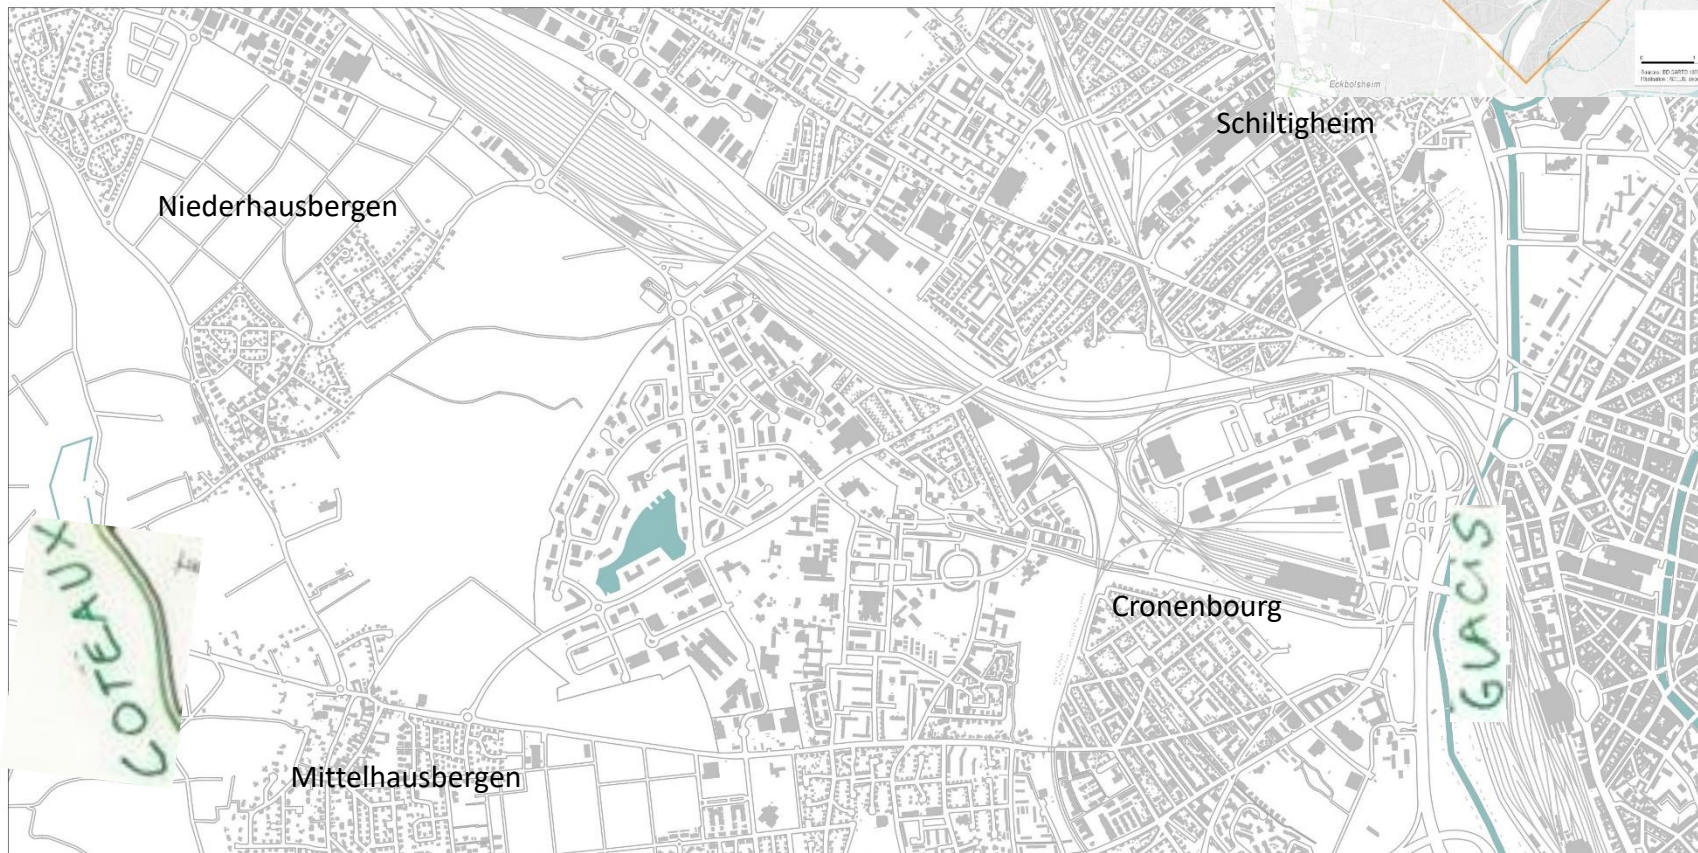 Eckbolsheim
Schiltigheim
Niederhausbergen
COTEAUX
GLACIS
Cronenbourg
Mittelhausbergen